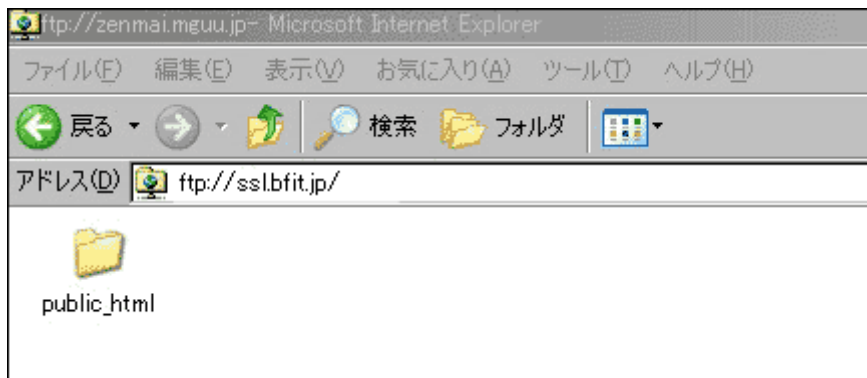 ftp://zenmai.mguu.jp- Microsoft Internet Explorer
ファイル(F) 編集(E) 表示(V) お気に入り(A) ツール(T) ヘルプ(H)
戻る 検索 フォルダ
アドレス(D) ftp://ssl.bfit.jp/
public_html